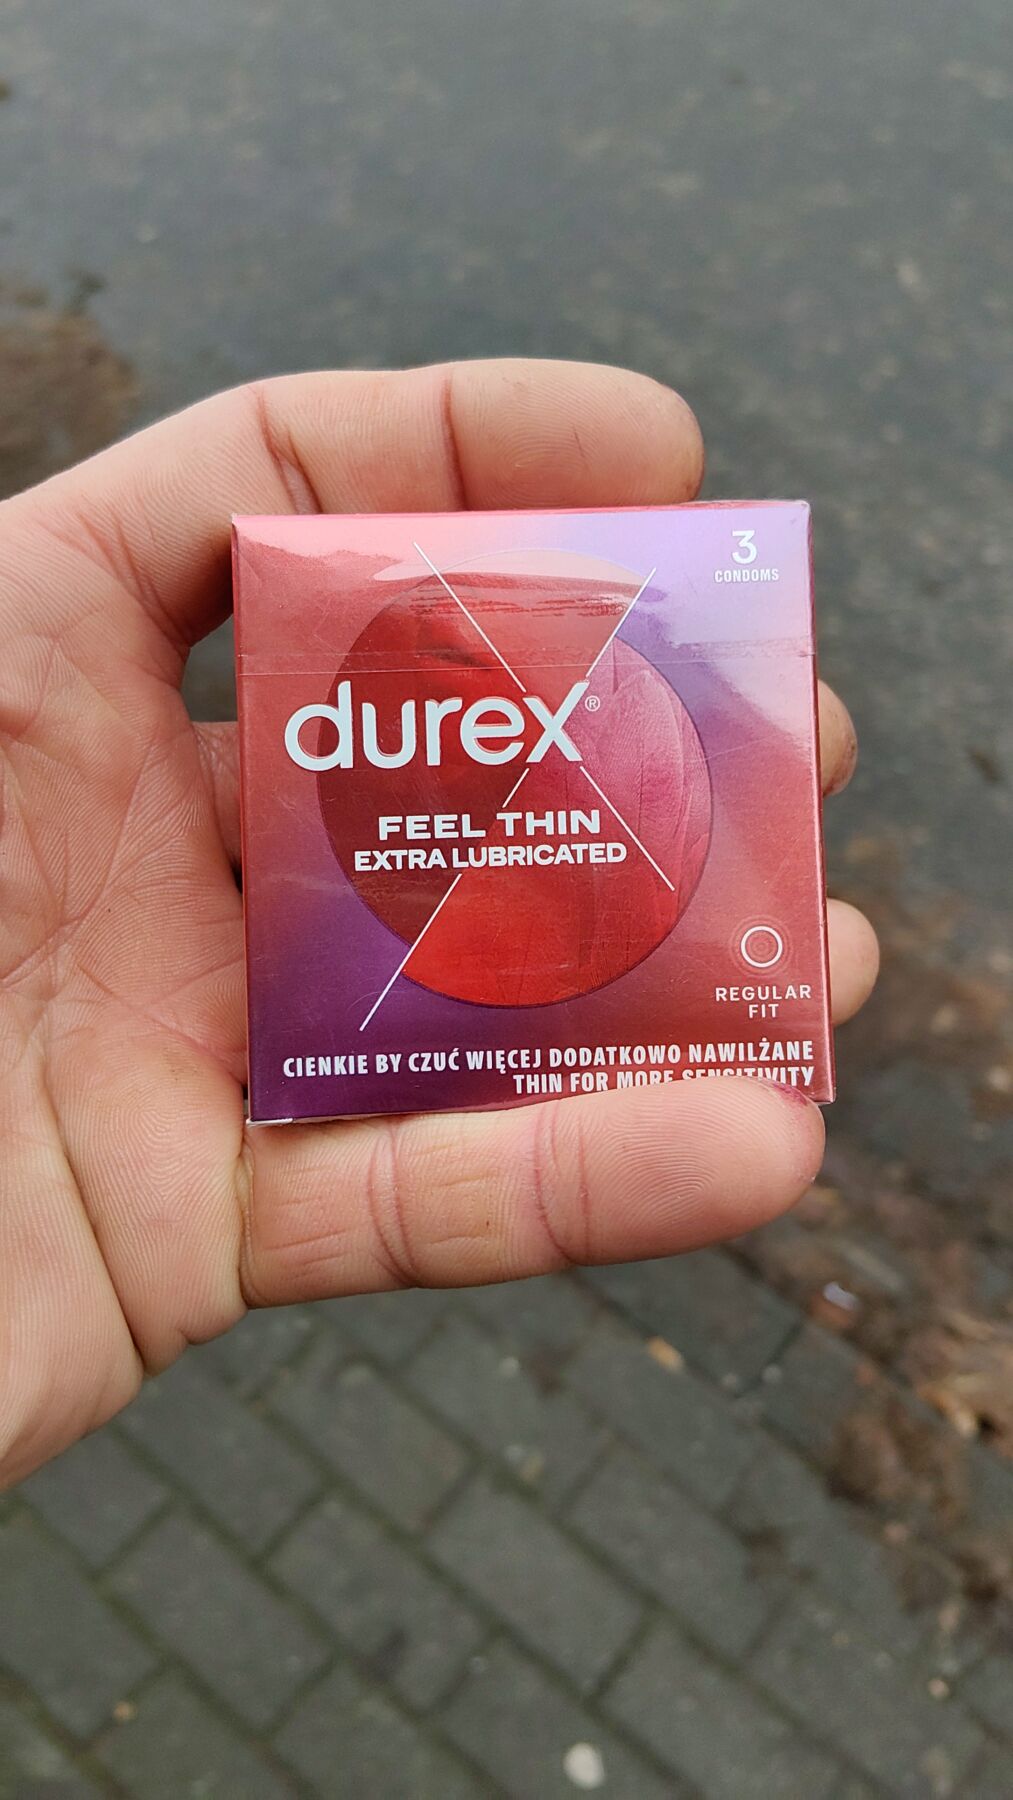 3
CONDOMS
durex®
FEEL THIN
EXTRA LUBRICATED
REGULAR
FIT
CIENKIE BY CZUĆ WIĘCEJ DODATKOWO NAWILŻANE
THIN FOR MORE SENSITIVITY